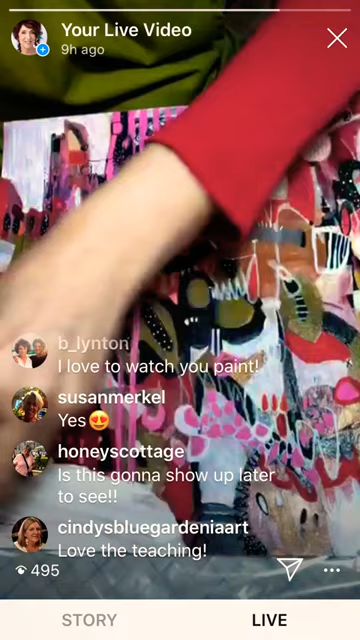 Your Live Video
9h ago
b_lynton
I love to watch you paint!
susanmerkel
Yes😍
honeyscottage
Is this gonna show up later
to see!!
cindysbluegardeniaart
Love the teaching!
495
STORY
LIVE